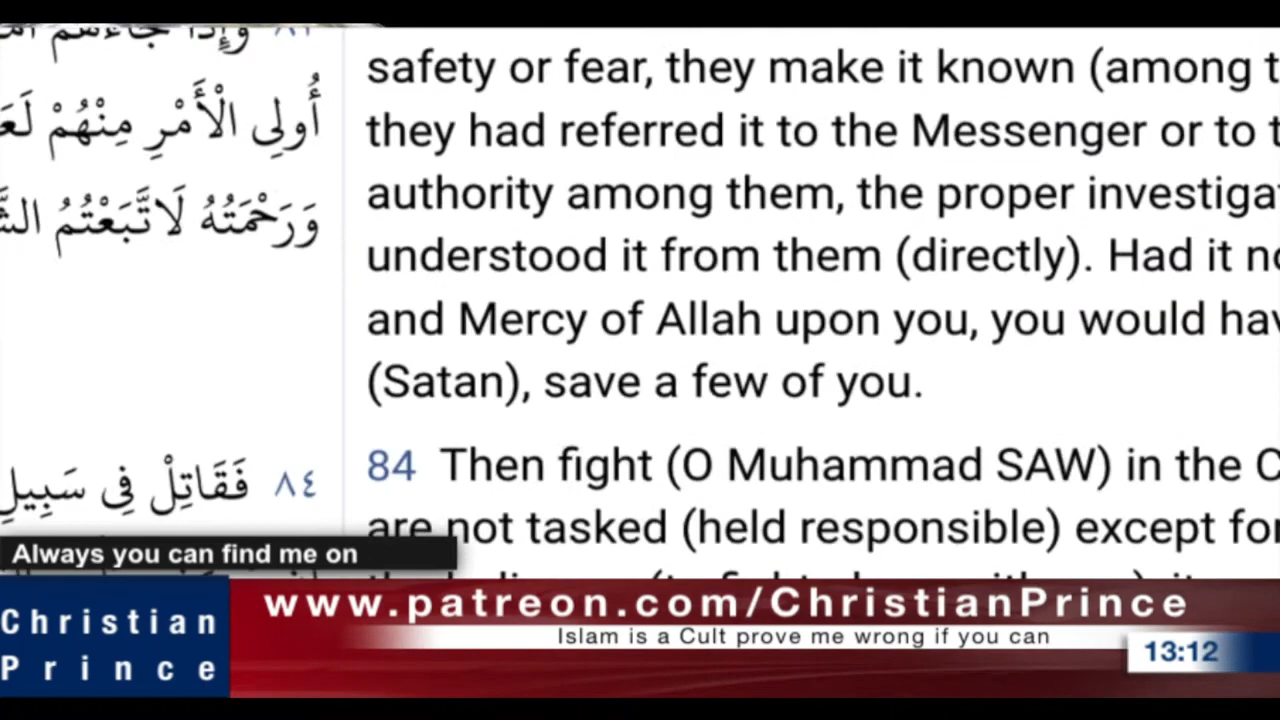 وَإِذَا جَاءَهُمْ
أُولِي الْأَمْرِ مِنْهُمْ لَعَ
وَرَحْمَتُهُ لَاتَّبَعْتُمُ الشَّ
٨٤ فَقَاتِلْ فِي سَبِيلِ
safety or fear, they make it known (among t
they had referred it to the Messenger or to t
authority among them, the proper investiga
understood it from them (directly). Had it no
and Mercy of Allah upon you, you would hav
(Satan), save a few of you.
84 Then fight (O Muhammad SAW) in the C
are not tasked (held responsible) except for
Always you can find me on
Christian
Prince
www.patreon.com/ChristianPrince
Islam is a Cult prove me wrong if you can
13:12